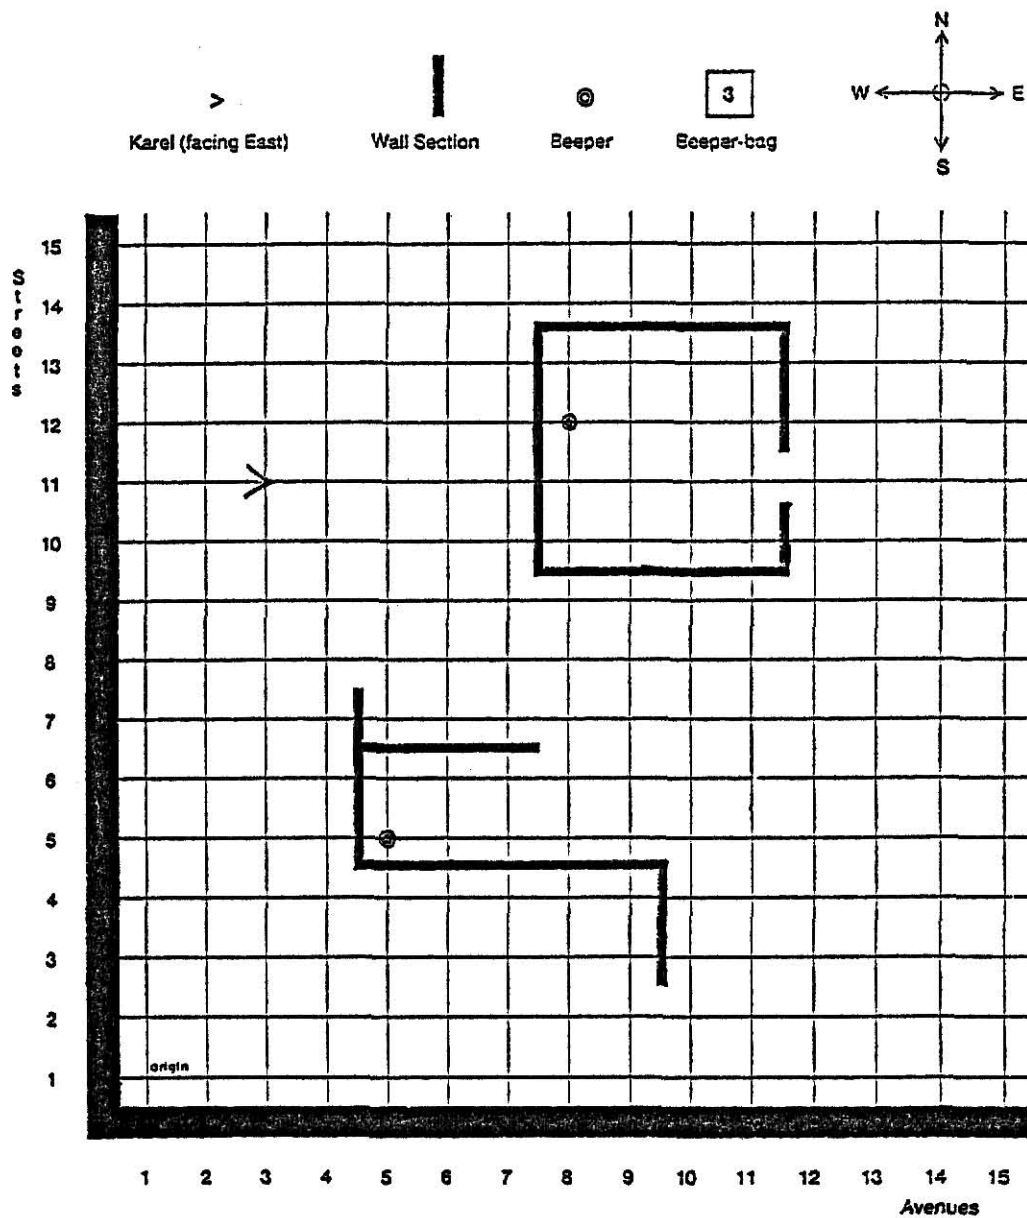 N
3
W E
Karel (facing East) Wall Section Beeper Beeper-bag
S
15
Streets
14
13
12
11
10
9
8
7
6
5
4
3
2
origin
1
1 2 3 4 5 6 7 8 9 10 11 12 13 14 15
Avenues